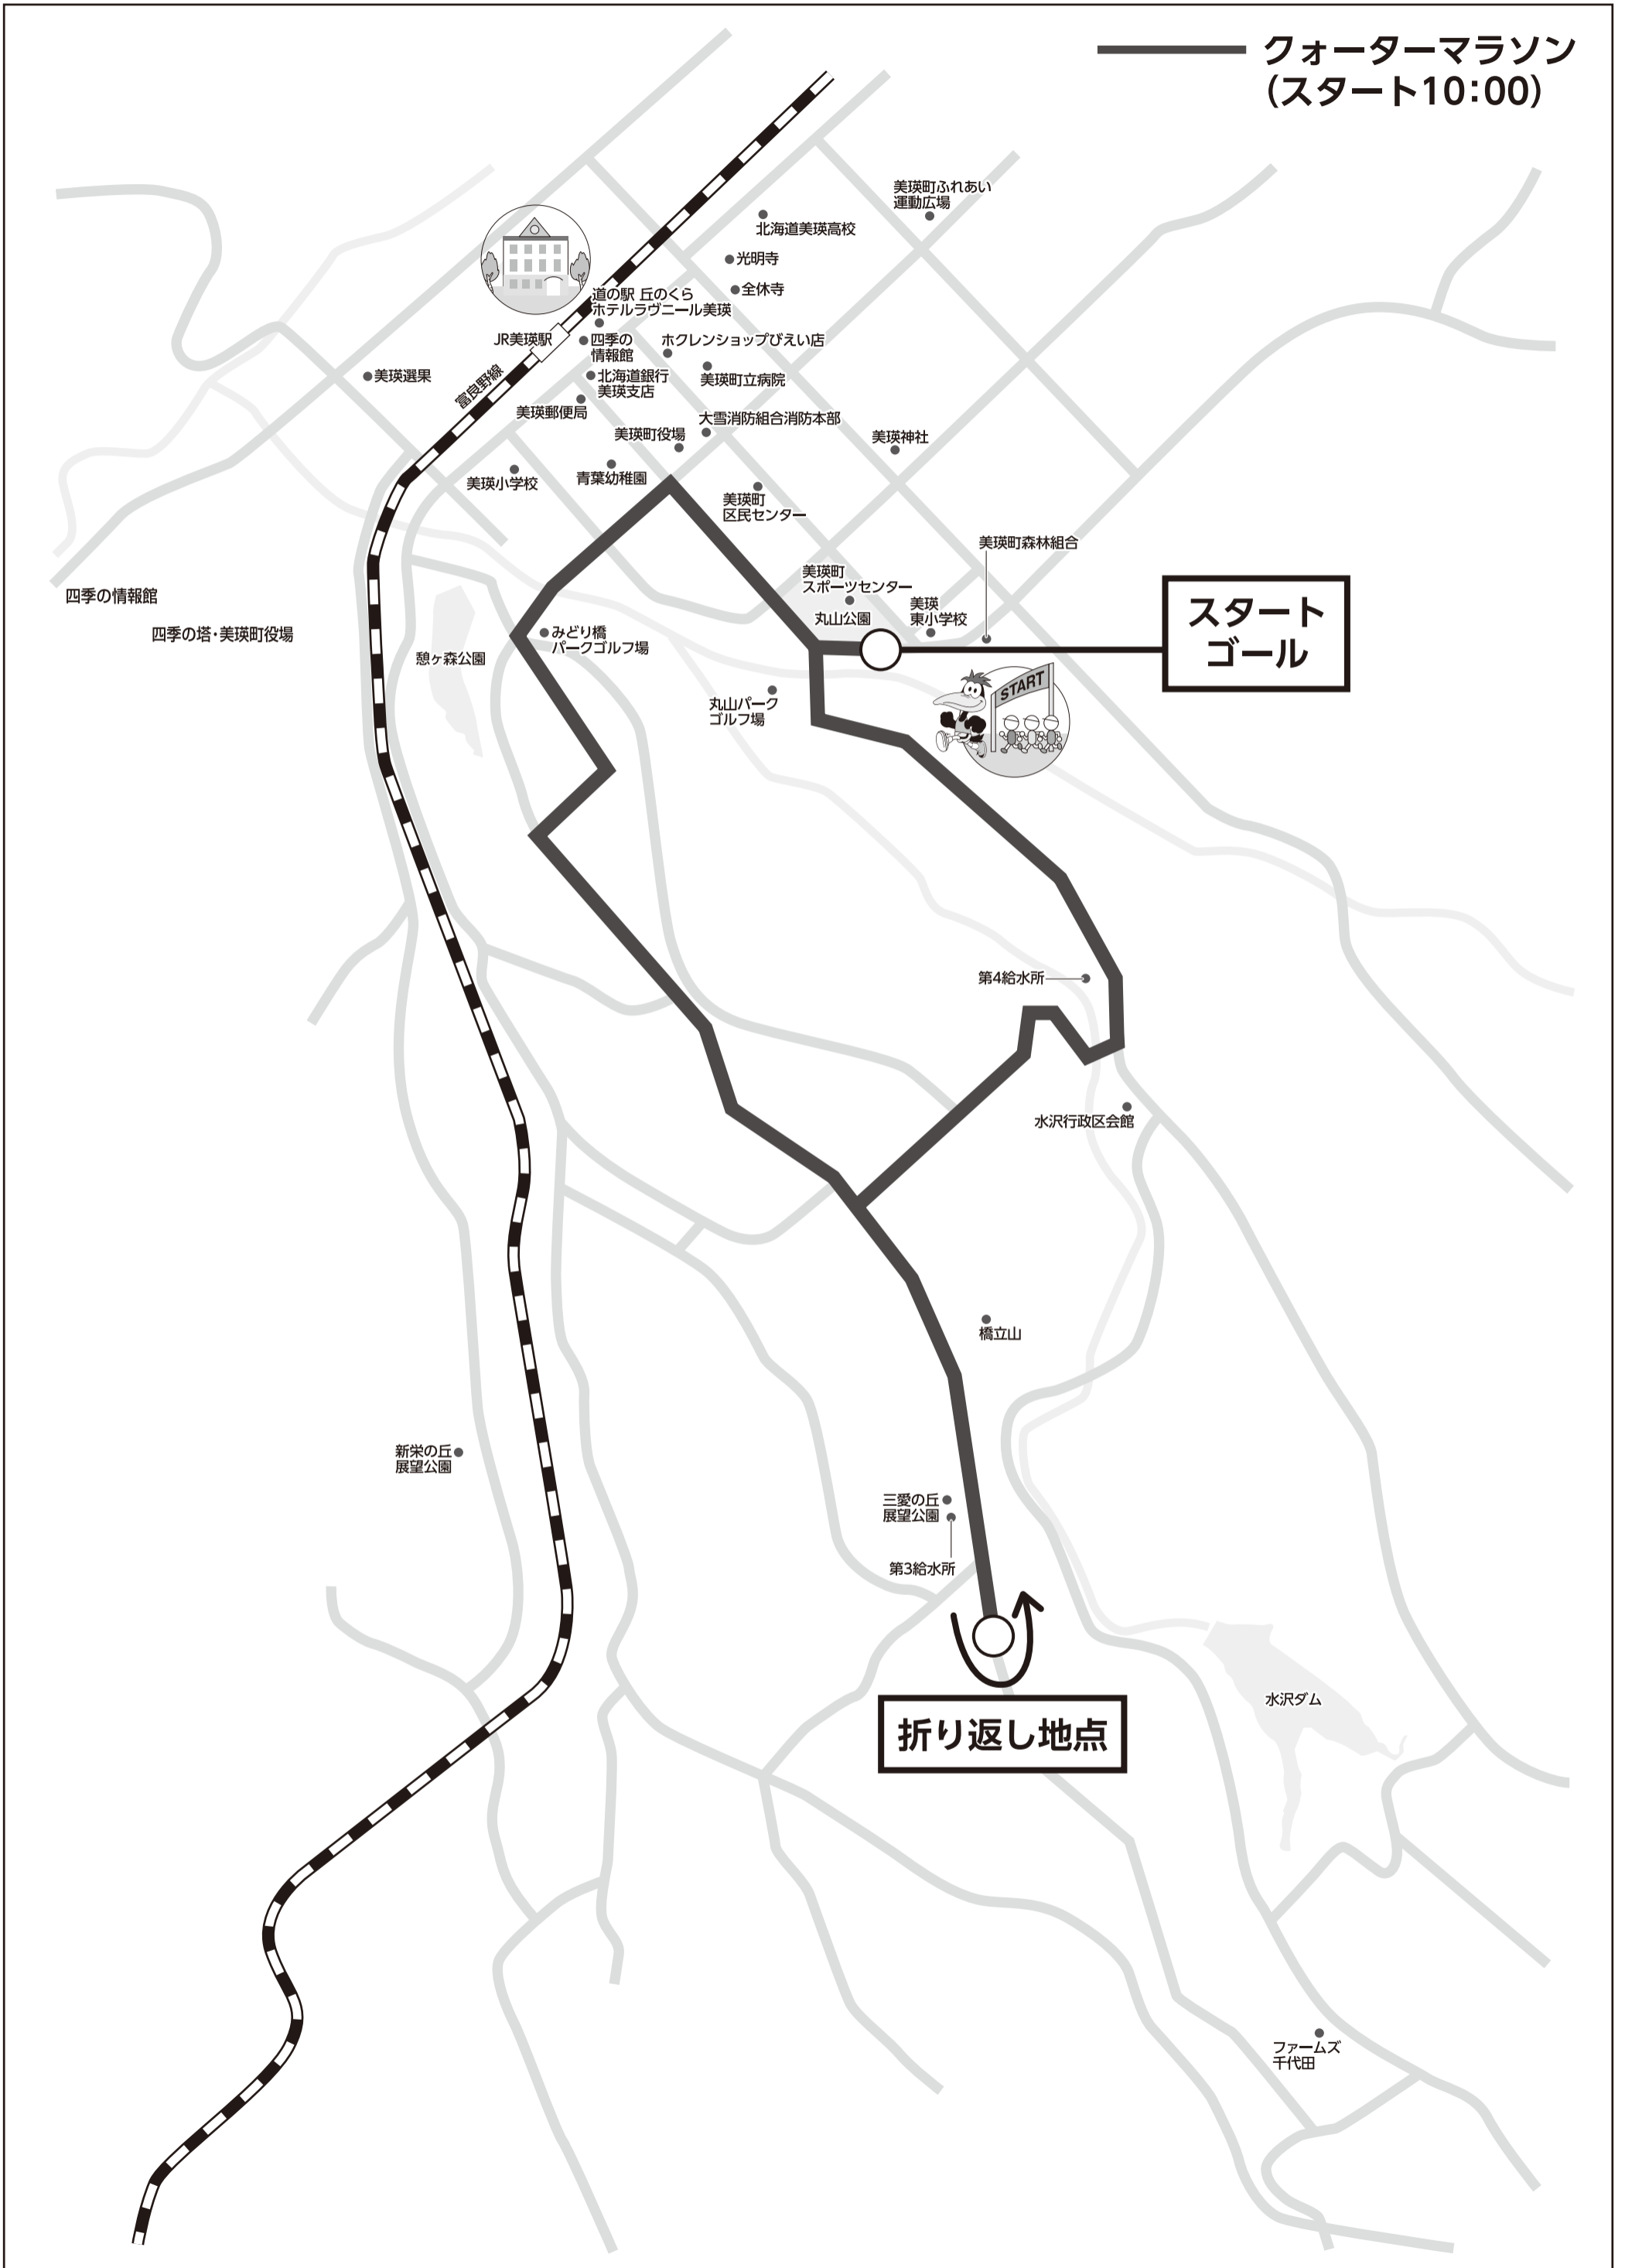 クォーターマラソン
(スタート10:00)
美瑛町ふれあい
運動広場
北海道美瑛高校
光明寺
全休寺
道の駅 丘のくら
ホテルラヴニール美瑛
JR美瑛駅
四季の
情報館
ホクレンショップびえい店
美瑛選果
富良野線
北海道銀行
美瑛支店
美瑛町立病院
美瑛郵便局
大雪消防組合消防本部
美瑛町役場
美瑛神社
美瑛小学校
青葉幼稚園
美瑛町
区民センター
美瑛町森林組合
美瑛町
スポーツセンター
丸山公園
美瑛
東小学校
スタート
ゴール
四季の情報館
四季の塔・美瑛町役場
憩ヶ森公園
みどり橋
パークゴルフ場
丸山パーク
ゴルフ場
START
第4給水所
水沢行政区会館
橋立山
新栄の丘
展望公園
三愛の丘
展望公園
第3給水所
折り返し地点
水沢ダム
ファームズ
千代田